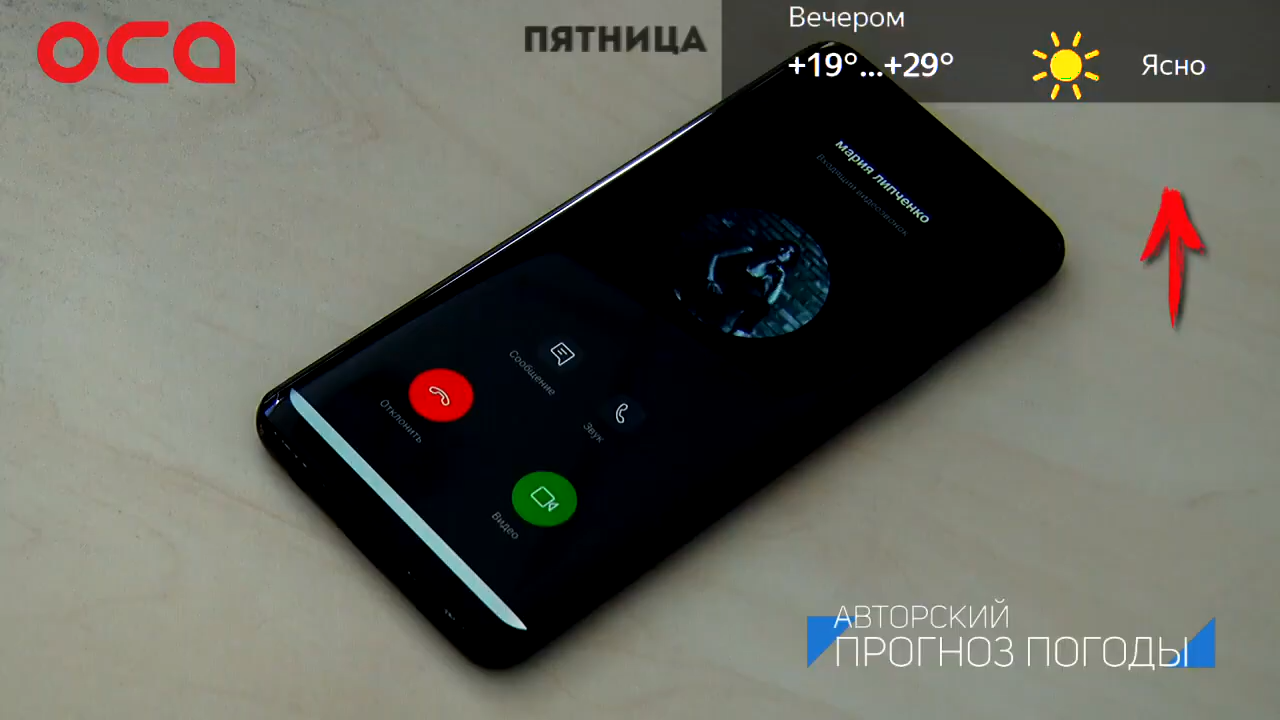 оса
ПЯТНИЦА
Вечером
+19°...+29°
Ясно
мария липченко
Входящий видеозвонок
Сообщение
Отклонить
Звук
Видео
АВТОРСКИЙ
ПРОГНОЗ ПОГОДЫ